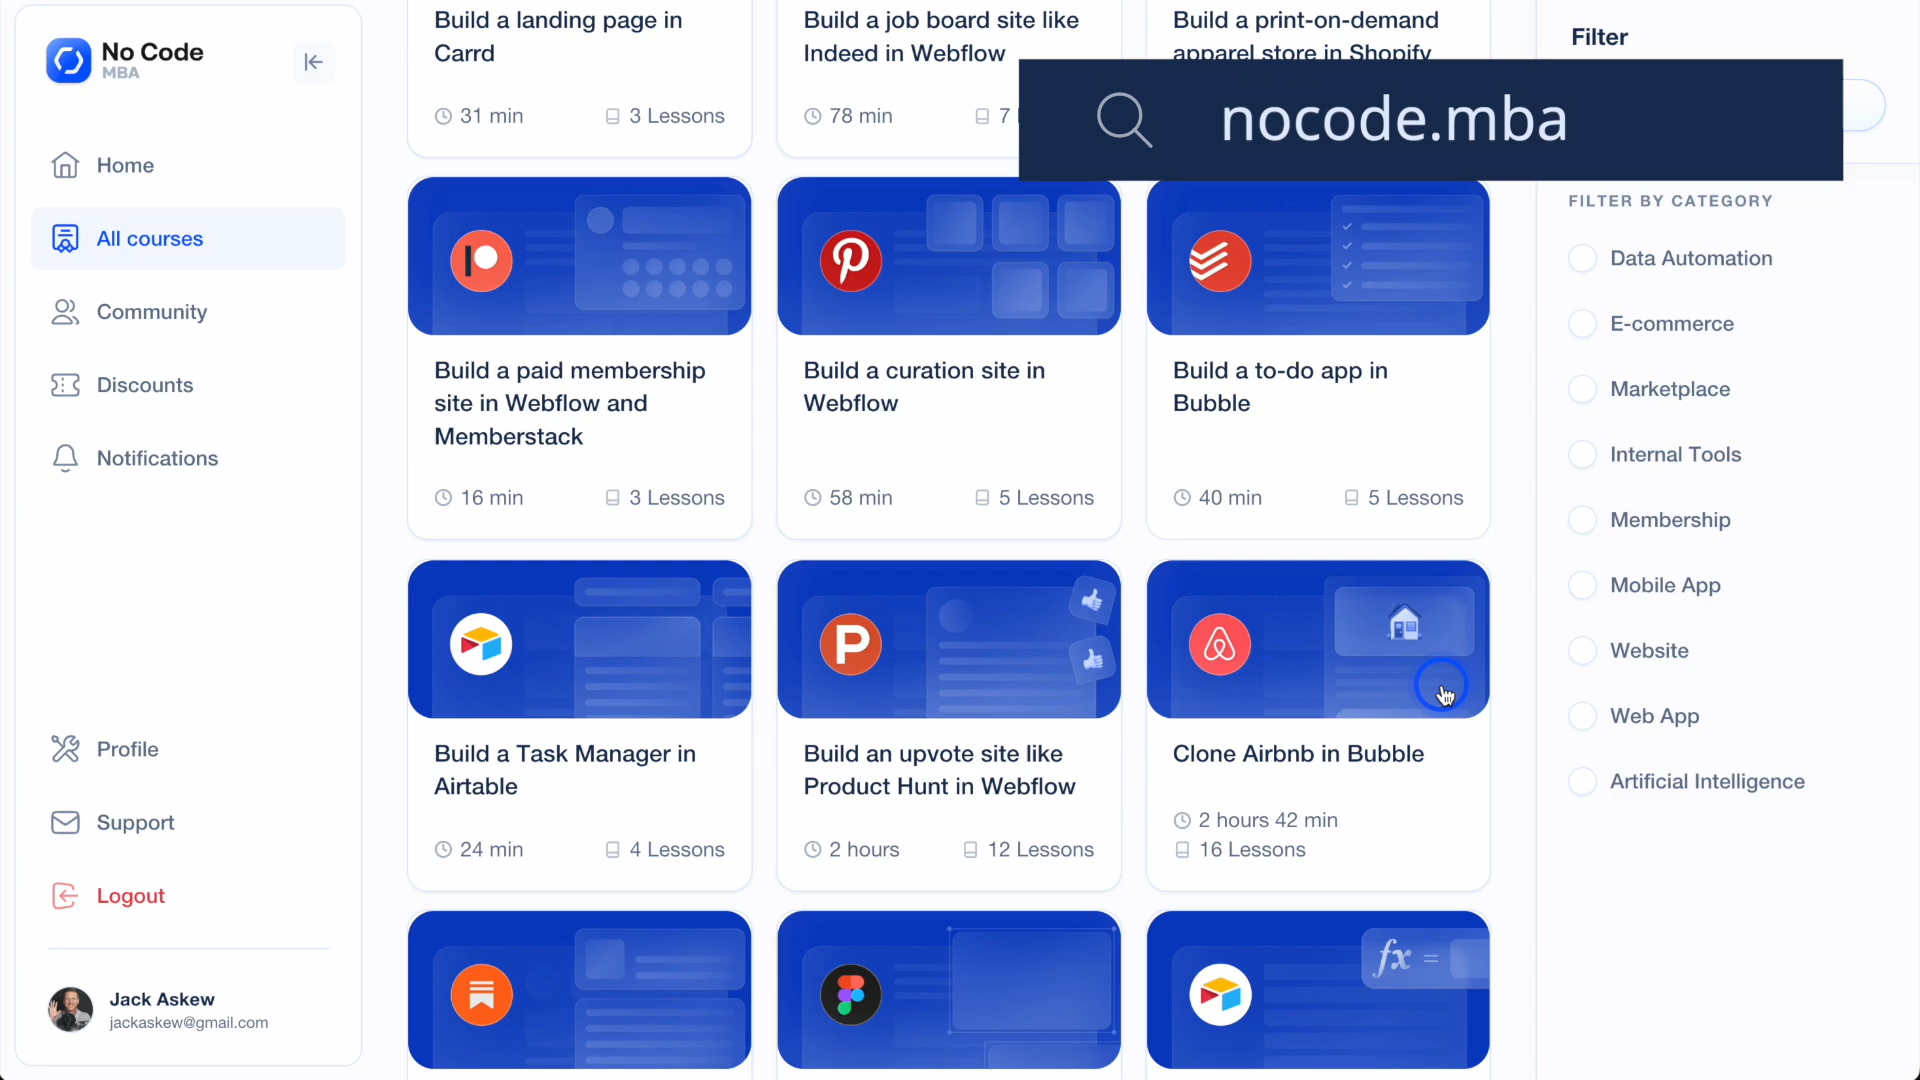 No Code
MBA
Home
All courses
Community
Discounts
Notifications
Profile
Support
Logout
Jack Askew
jackaskew@gmail.com
Build a landing page in
Carrd
31 min
3 Lessons
Build a job board site like
Indeed in Webflow
78 min
7
Build a print-on-demand
apparel store in Shopify
nocode.mba
Build a paid membership
site in Webflow and
Memberstack
16 min
3 Lessons
Build a curation site in
Webflow
58 min
5 Lessons
Build a to-do app in
Bubble
40 min
5 Lessons
Build a Task Manager in
Airtable
24 min
4 Lessons
P
Build an upvote site like
Product Hunt in Webflow
2 hours
12 Lessons
Clone Airbnb in Bubble
2 hours 42 min
16 Lessons
fx =
Filter
FILTER BY CATEGORY
Data Automation
E-commerce
Marketplace
Internal Tools
Membership
Mobile App
Website
Web App
Artificial Intelligence